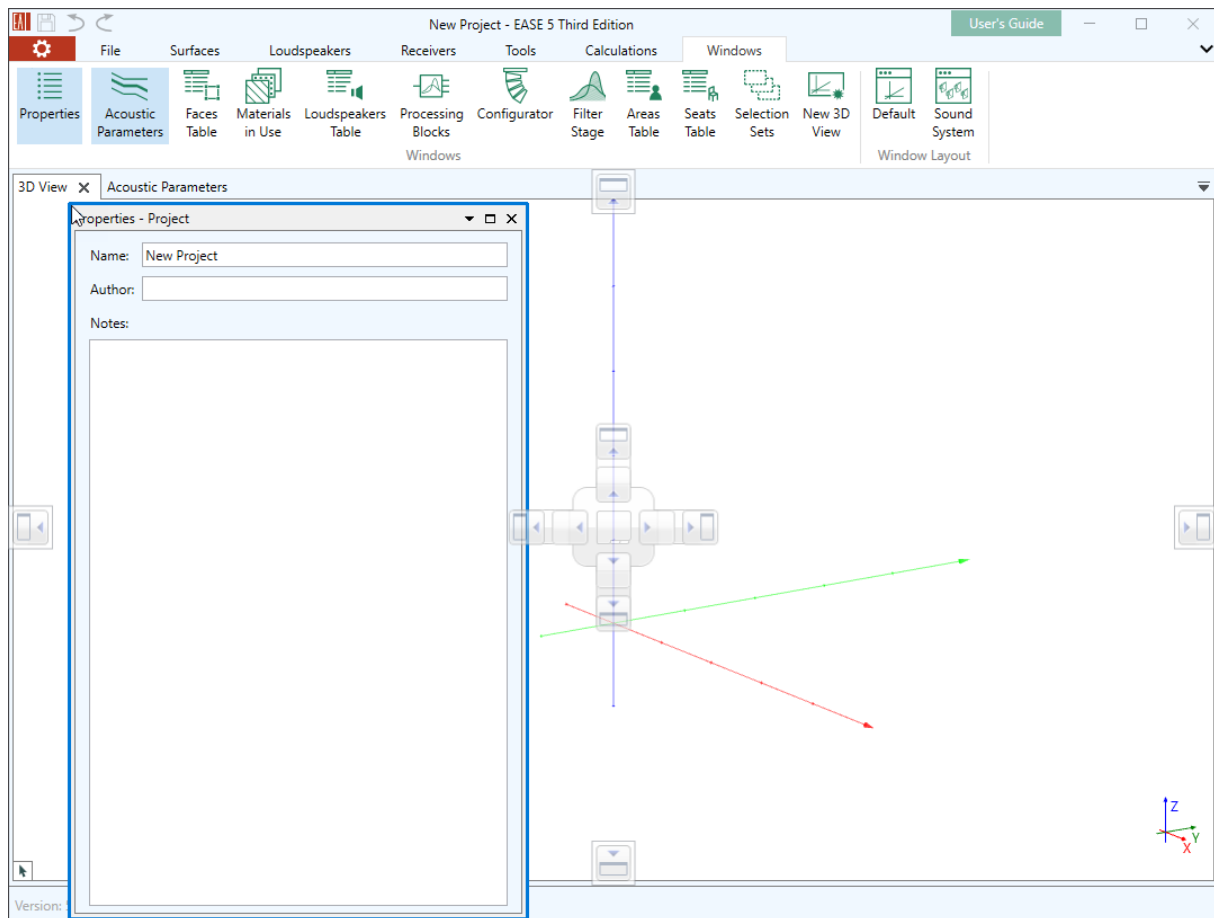 EAI
New Project - EASE 5 Third Edition
User's Guide
File Surfaces Loudspeakers Receivers Tools Calculations Windows
Properties Acoustic Parameters Faces Table Materials in Use Loudspeakers Table Processing Blocks Configurator Filter Stage Areas Table Seats Table Selection Sets New 3D View Default Sound System
Windows Window Layout
3D View Acoustic Parameters
Properties - Project
Name: New Project
Author:
Notes:
Z
Y
X
Version: